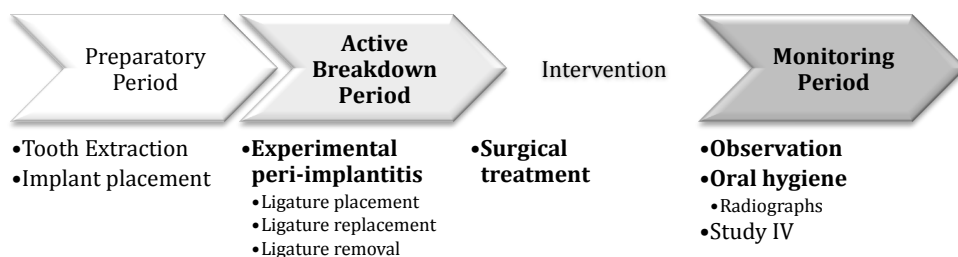 Preparatory
Period
Active
Breakdown
Period
Intervention
Monitoring
Period
•Tooth Extraction
•Implant placement
•Experimental
peri-implantitis
•Ligature placement
•Ligature replacement
•Ligature removal
•Surgical
treatment
•Observation
•Oral hygiene
•Radiographs
•Study IV